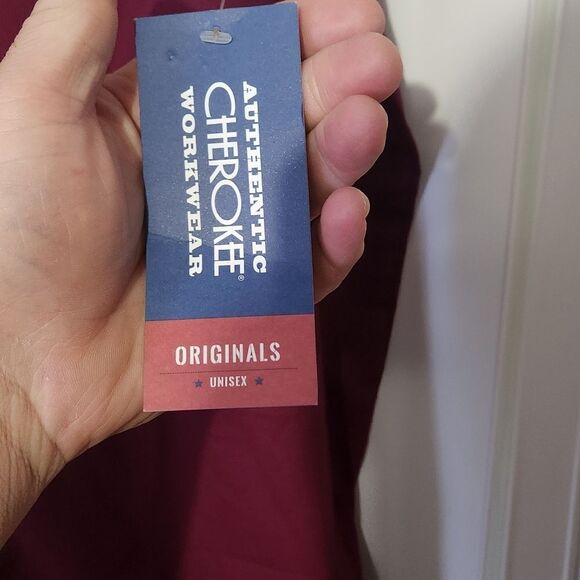 AUTHENTIC
CHEROKEE®
WORKWEAR
ORIGINALS
★ UNISEX ★